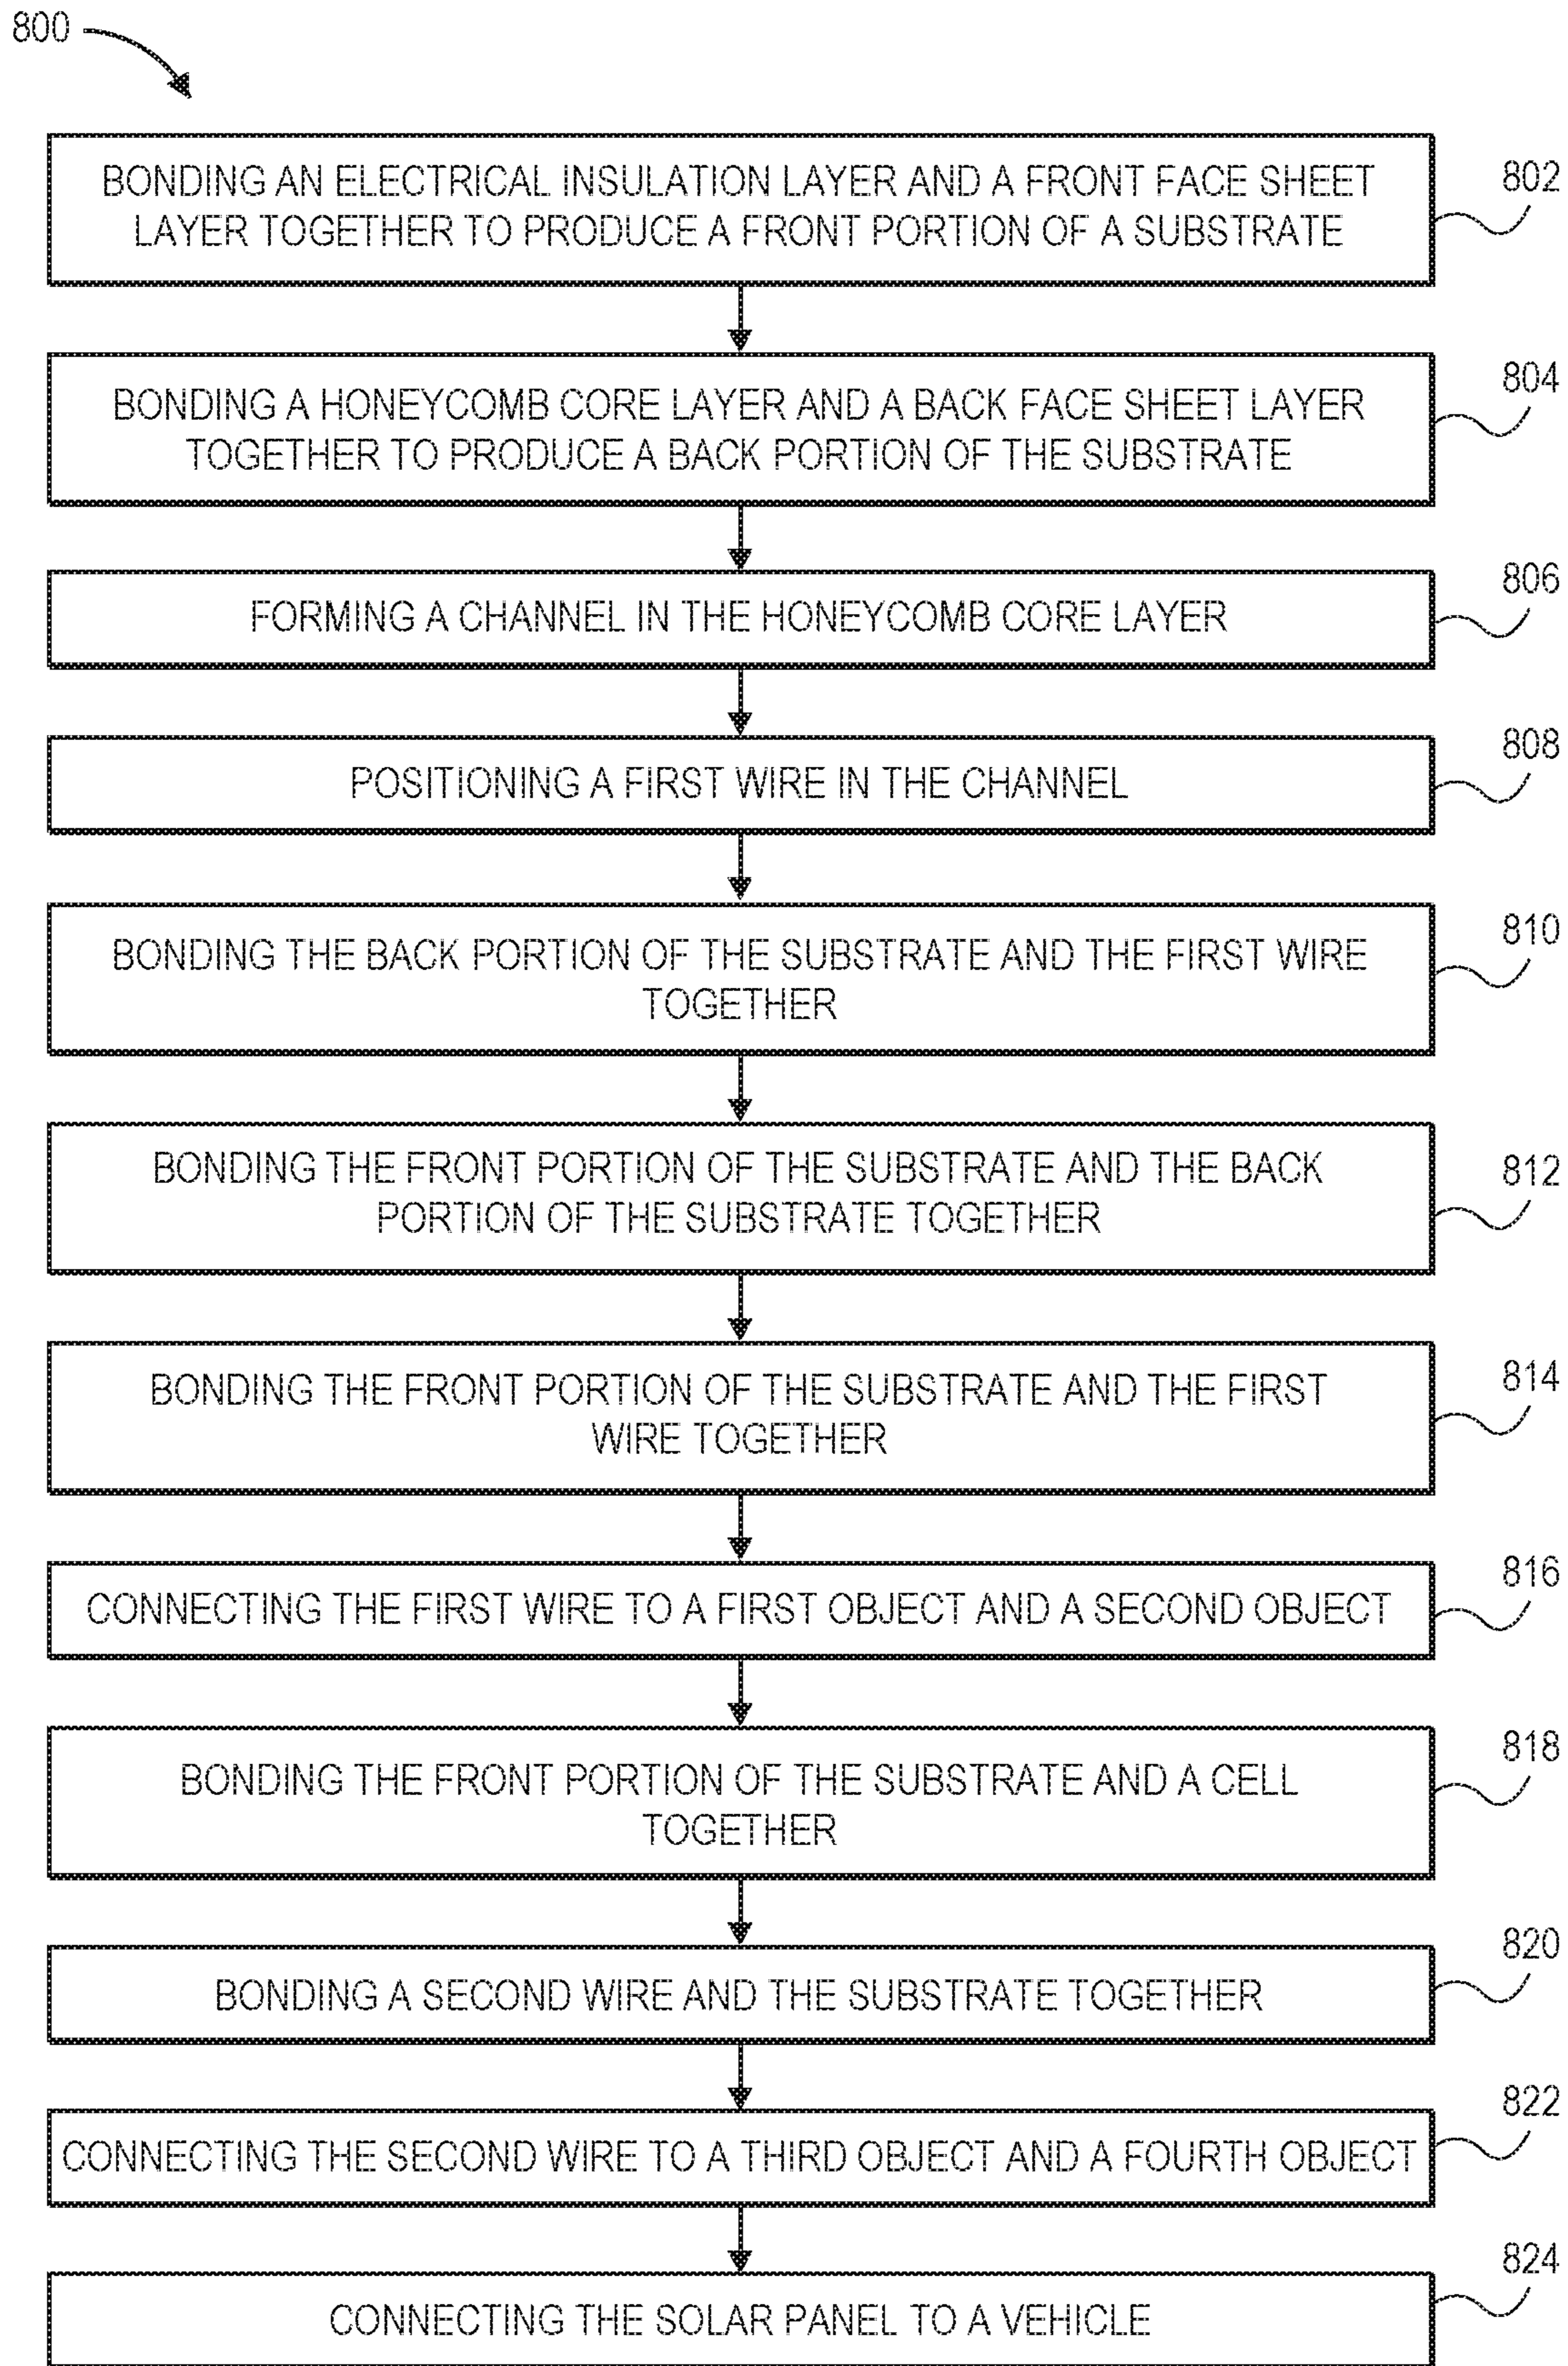 800
BONDING AN ELECTRICAL INSULATION LAYER AND A FRONT FACE SHEET
LAYER TOGETHER TO PRODUCE A FRONT PORTION OF A SUBSTRATE
802
BONDING A HONEYCOMB CORE LAYER AND A BACK FACE SHEET LAYER
TOGETHER TO PRODUCE A BACK PORTION OF THE SUBSTRATE
804
FORMING A CHANNEL IN THE HONEYCOMB CORE LAYER
806
POSITIONING A FIRST WIRE IN THE CHANNEL
808
BONDING THE BACK PORTION OF THE SUBSTRATE AND THE FIRST WIRE
TOGETHER
810
BONDING THE FRONT PORTION OF THE SUBSTRATE AND THE BACK
PORTION OF THE SUBSTRATE TOGETHER
812
BONDING THE FRONT PORTION OF THE SUBSTRATE AND THE FIRST
WIRE TOGETHER
814
CONNECTING THE FIRST WIRE TO A FIRST OBJECT AND A SECOND OBJECT
816
BONDING THE FRONT PORTION OF THE SUBSTRATE AND A CELL
TOGETHER
818
BONDING A SECOND WIRE AND THE SUBSTRATE TOGETHER
820
CONNECTING THE SECOND WIRE TO A THIRD OBJECT AND A FOURTH OBJECT
822
CONNECTING THE SOLAR PANEL TO A VEHICLE
824